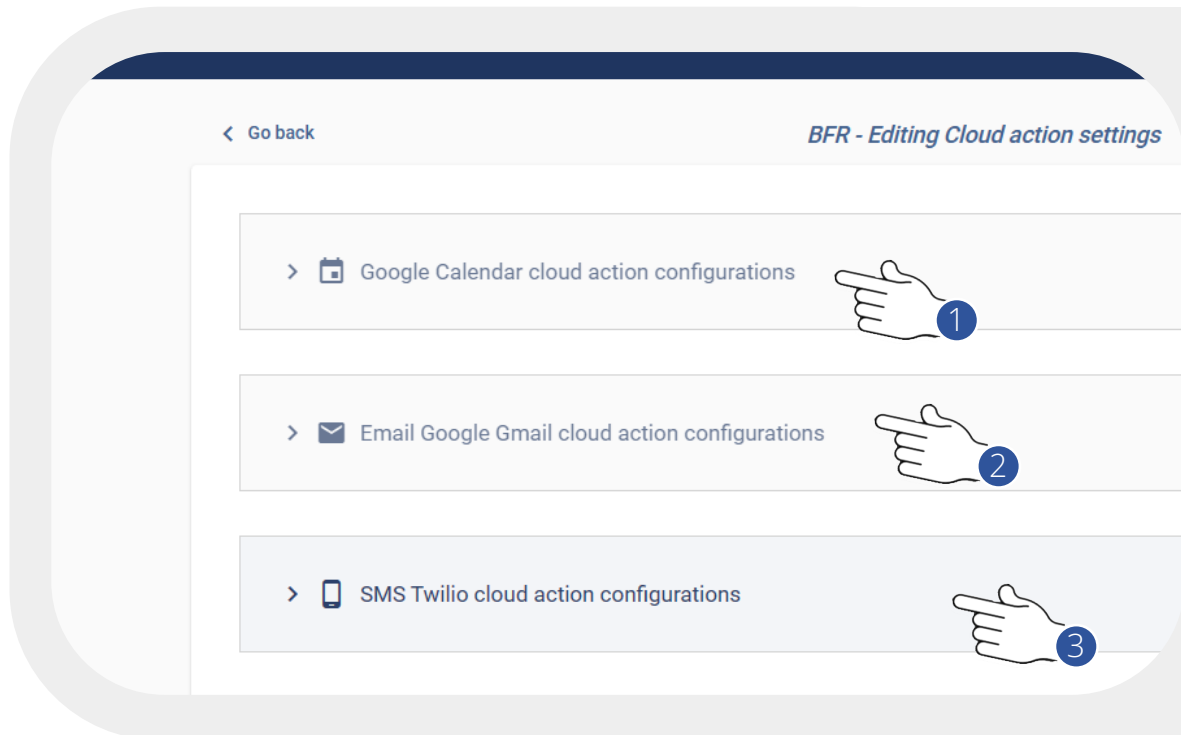 Go back
BFR - Editing Cloud action settings
Google Calendar cloud action configurations
1
Email Google Gmail cloud action configurations
2
SMS Twilio cloud action configurations
3